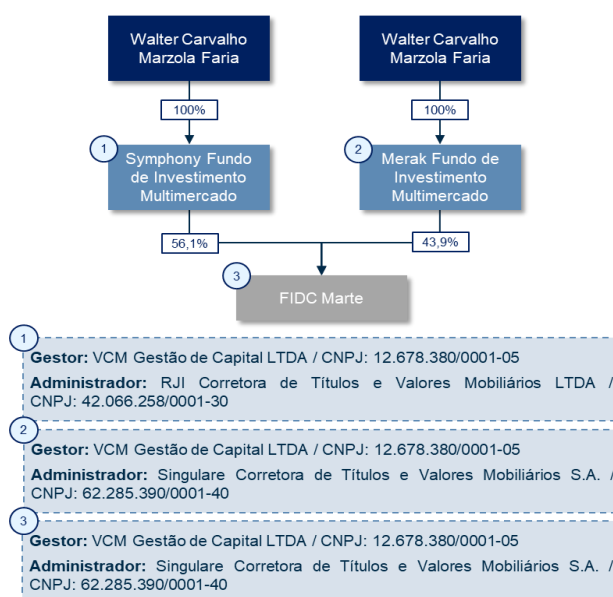 Walter Carvalho
Marzola Faria
Walter Carvalho
Marzola Faria
100%
100%
1
Symphony Fundo
de Investimento
Multimercado
2
Merak Fundo de
Investimento
Multimercado
56,1%
43,9%
3
FIDC Marte
1
Gestor: VCM Gestão de Capital LTDA / CNPJ: 12.678.380/0001-05
Administrador: RJI Corretora de Títulos e Valores Mobiliários LTDA /
CNPJ: 42.066.258/0001-30
2
Gestor: VCM Gestão de Capital LTDA / CNPJ: 12.678.380/0001-05
Administrador: Singulare Corretora de Títulos e Valores Mobiliários S.A. /
CNPJ: 62.285.390/0001-40
3
Gestor: VCM Gestão de Capital LTDA / CNPJ: 12.678.380/0001-05
Administrador: Singulare Corretora de Títulos e Valores Mobiliários S.A. /
CNPJ: 62.285.390/0001-40